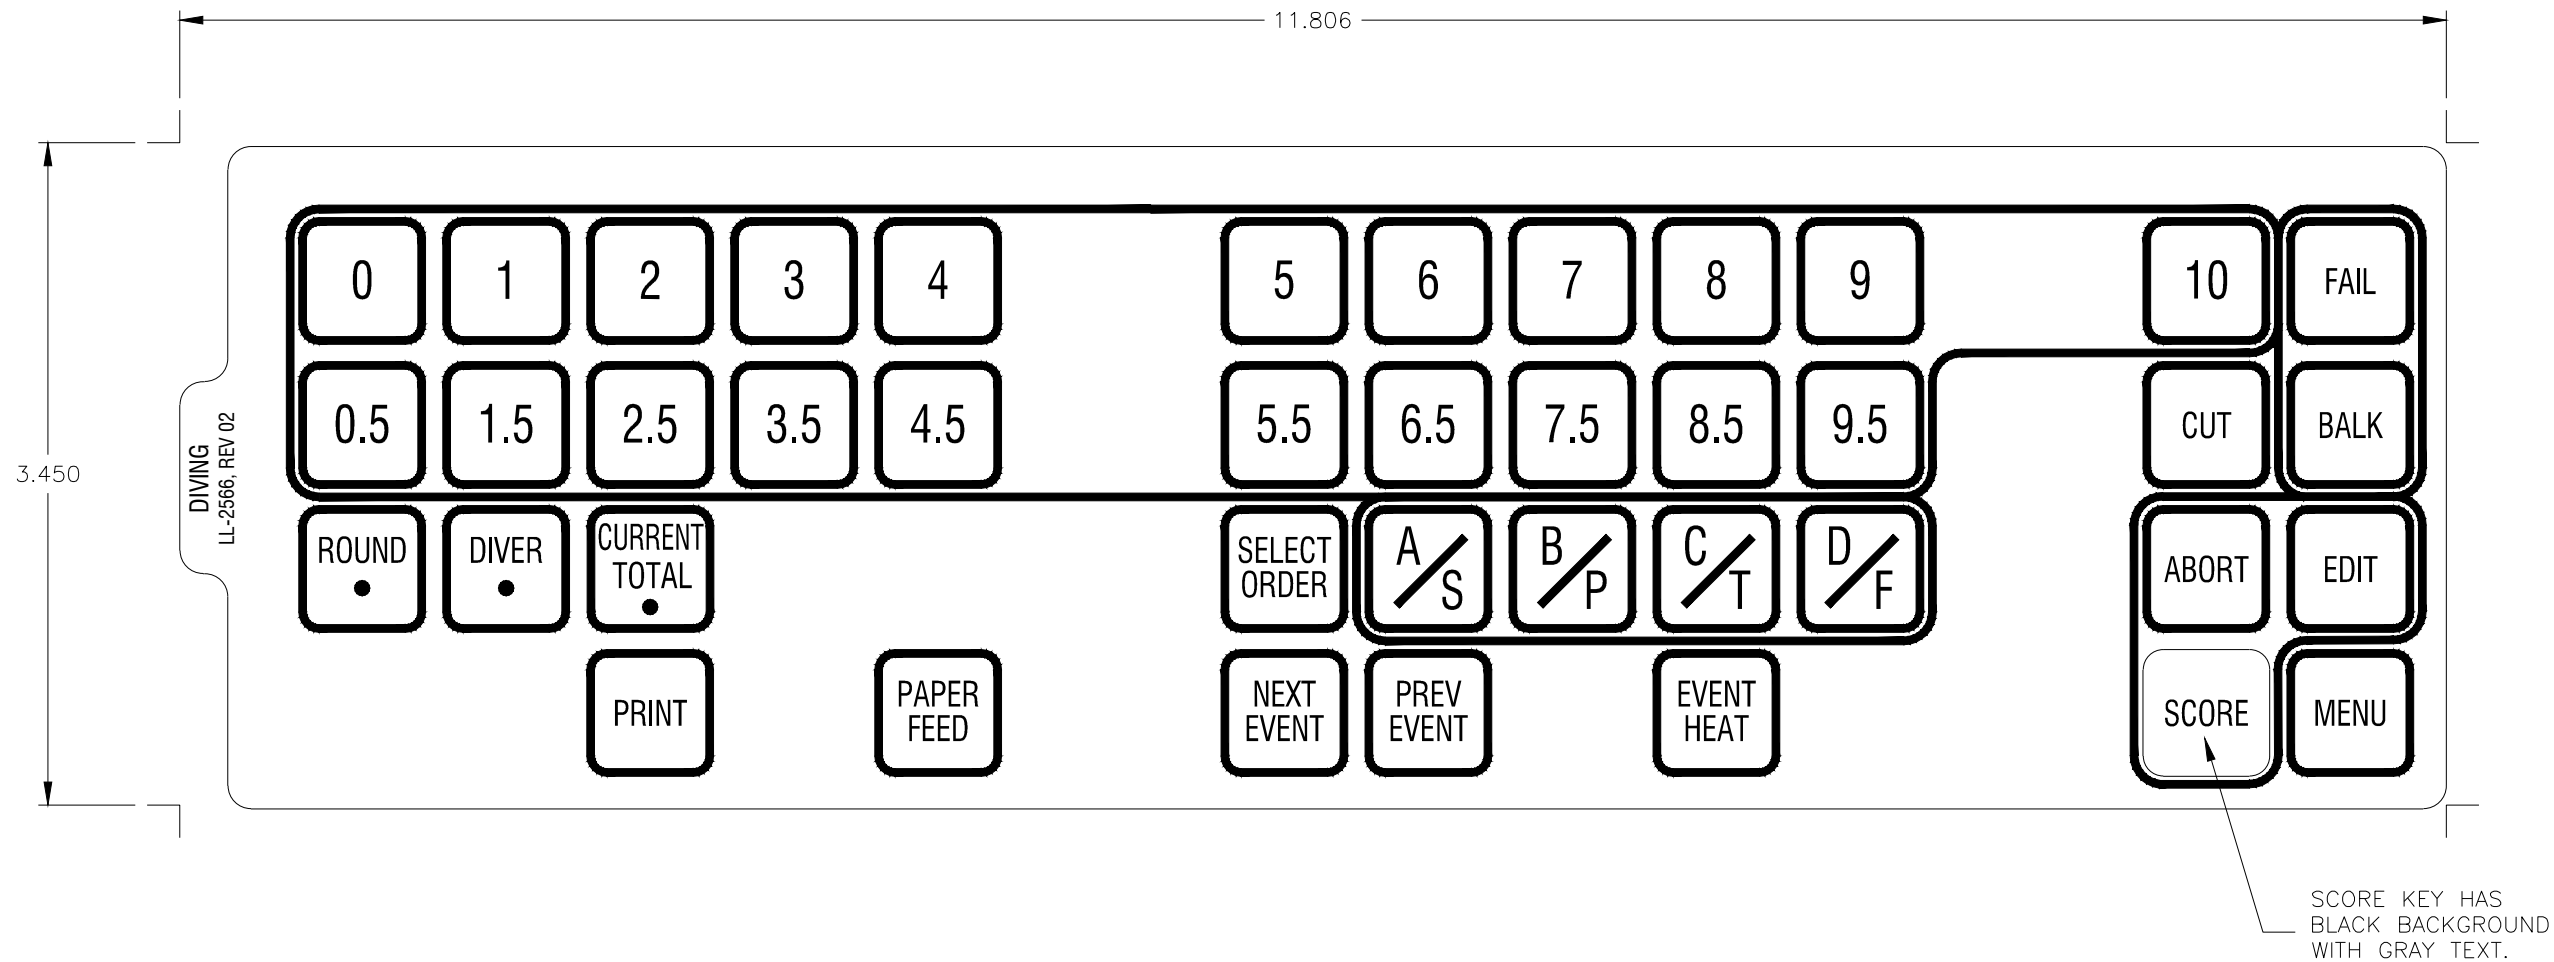 11.806
3.450
DIVING
LL-2566, REV 02
0
1
2
3
4
5
6
7
8
9
10
FAIL
0.5
1.5
2.5
3.5
4.5
5.5
6.5
7.5
8.5
9.5
CUT
BALK
ROUND
DIVER
CURRENT
TOTAL
SELECT
ORDER
A/S
B/P
C/T
D/F
ABORT
EDIT
PRINT
PAPER
FEED
NEXT
EVENT
PREV
EVENT
EVENT
HEAT
SCORE
MENU
SCORE KEY HAS
BLACK BACKGROUND
WITH GRAY TEXT.